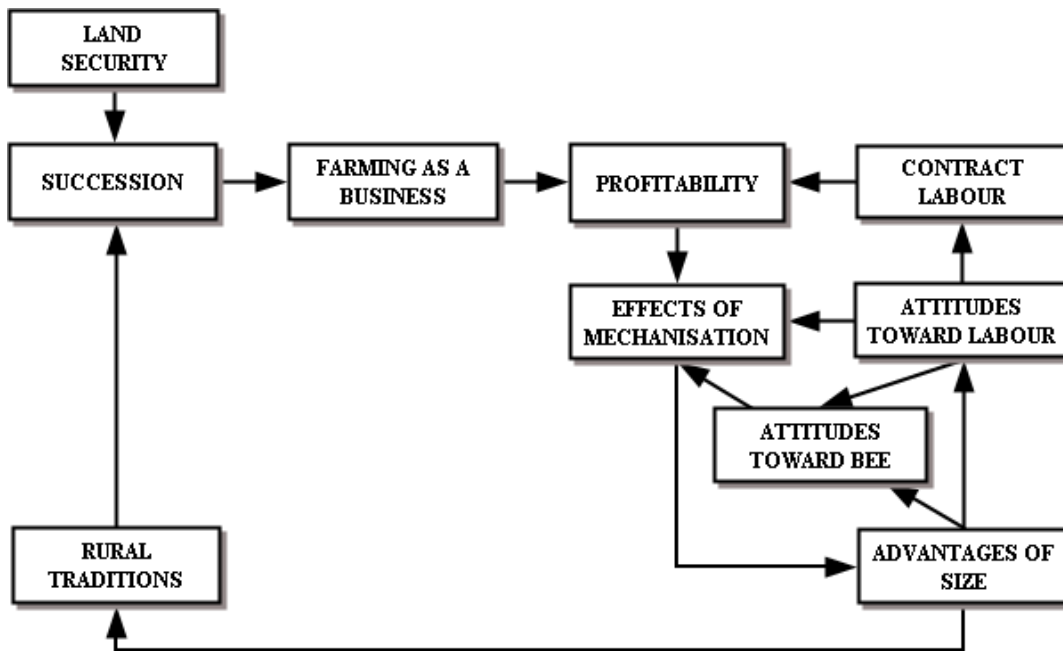 LAND
SECURITY
SUCCESSION
FARMING AS A
BUSINESS
PROFITABILITY
CONTRACT
LABOUR
EFFECTS OF
MECHANISATION
ATTITUDES
TOWARD LABOUR
ATTITUDES
TOWARD BEE
RURAL
TRADITIONS
ADVANTAGES OF
SIZE